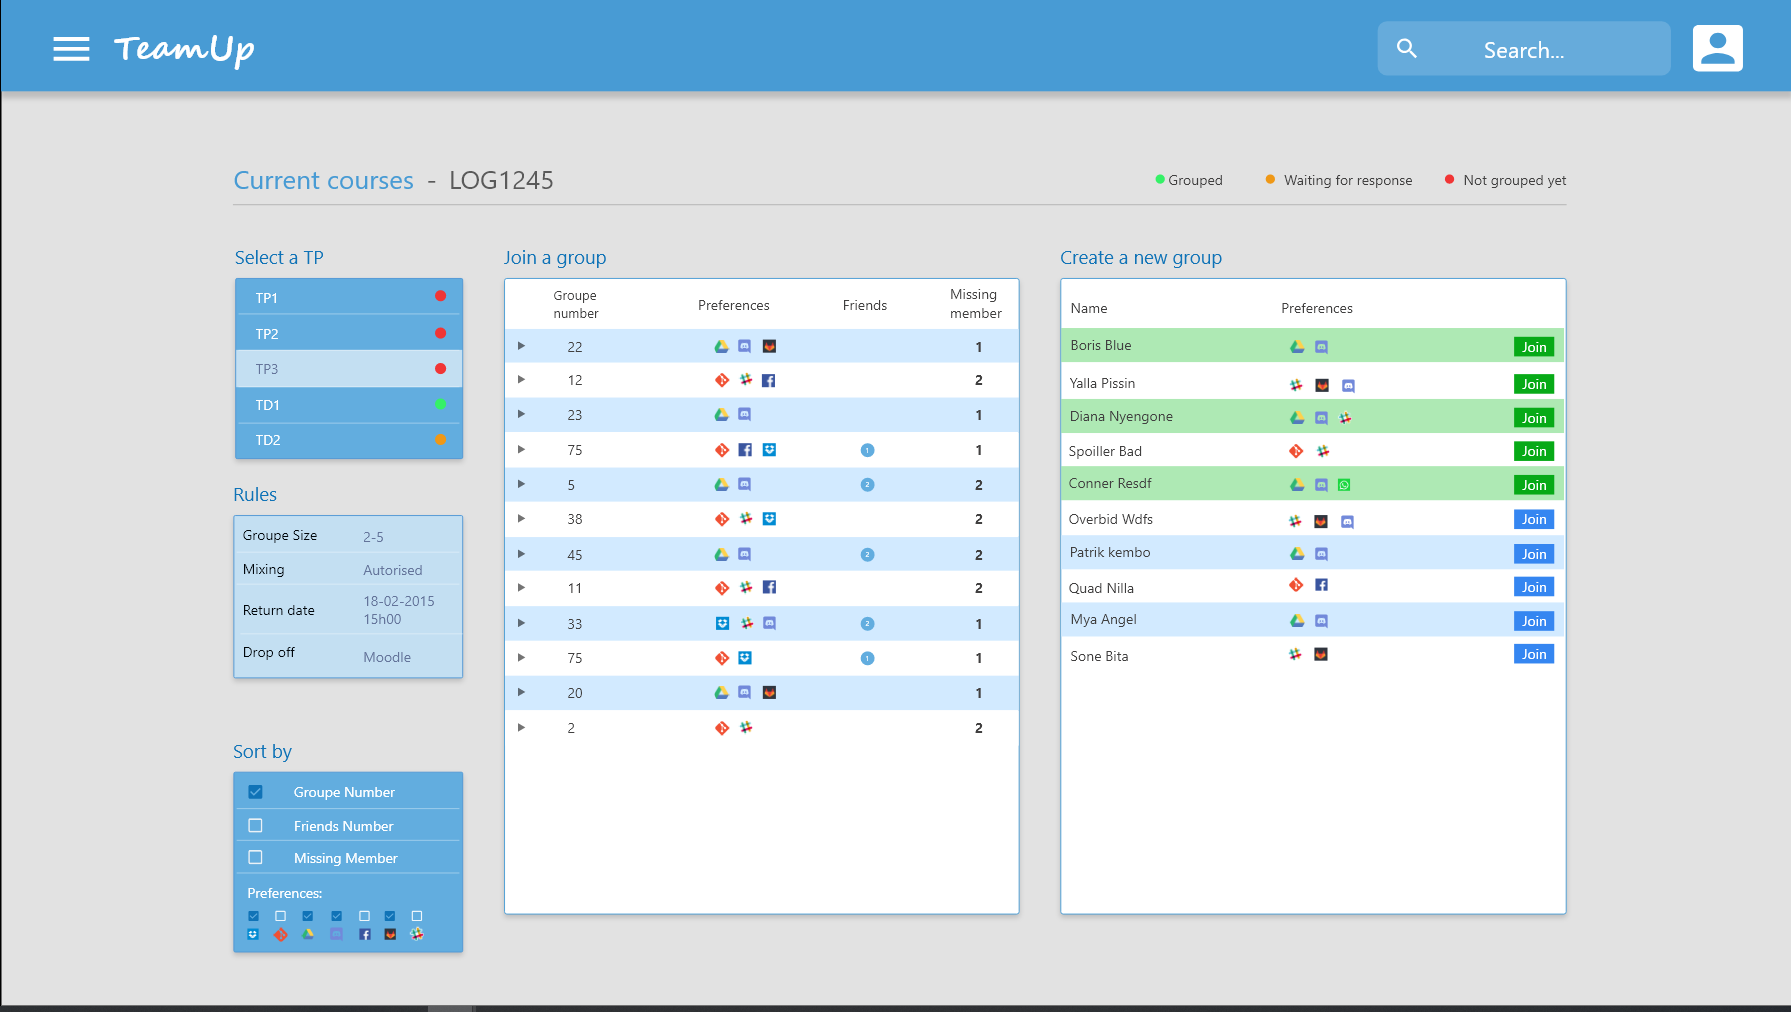 TeamUp
Search...
Current courses - LOG1245
Grouped
Waiting for response
Not grouped yet
Select a TP
TP1
TP2
TP3
TD1
TD2
Rules
Groupe Size 2-5
Mixing Autorised
Return date 18-02-2015
15h00
Drop off Moodle
Sort by
Groupe Number
Friends Number
Missing Member
Preferences:
Join a group
Groupe
number
Preferences
Friends
Missing
member
22 1
12 2
23 1
75 1 1
5 2 2
38 2
45 2 2
11 2
33 2 1
75 1 1
20 1
2 2
Create a new group
Name Preferences
Boris Blue Join
Yalla Pissin Join
Diana Nyengone Join
Spoiller Bad Join
Conner Resdf Join
Overbid Wdfs Join
Patrik kembo Join
Quad Nilla Join
Mya Angel Join
Sone Bita Join